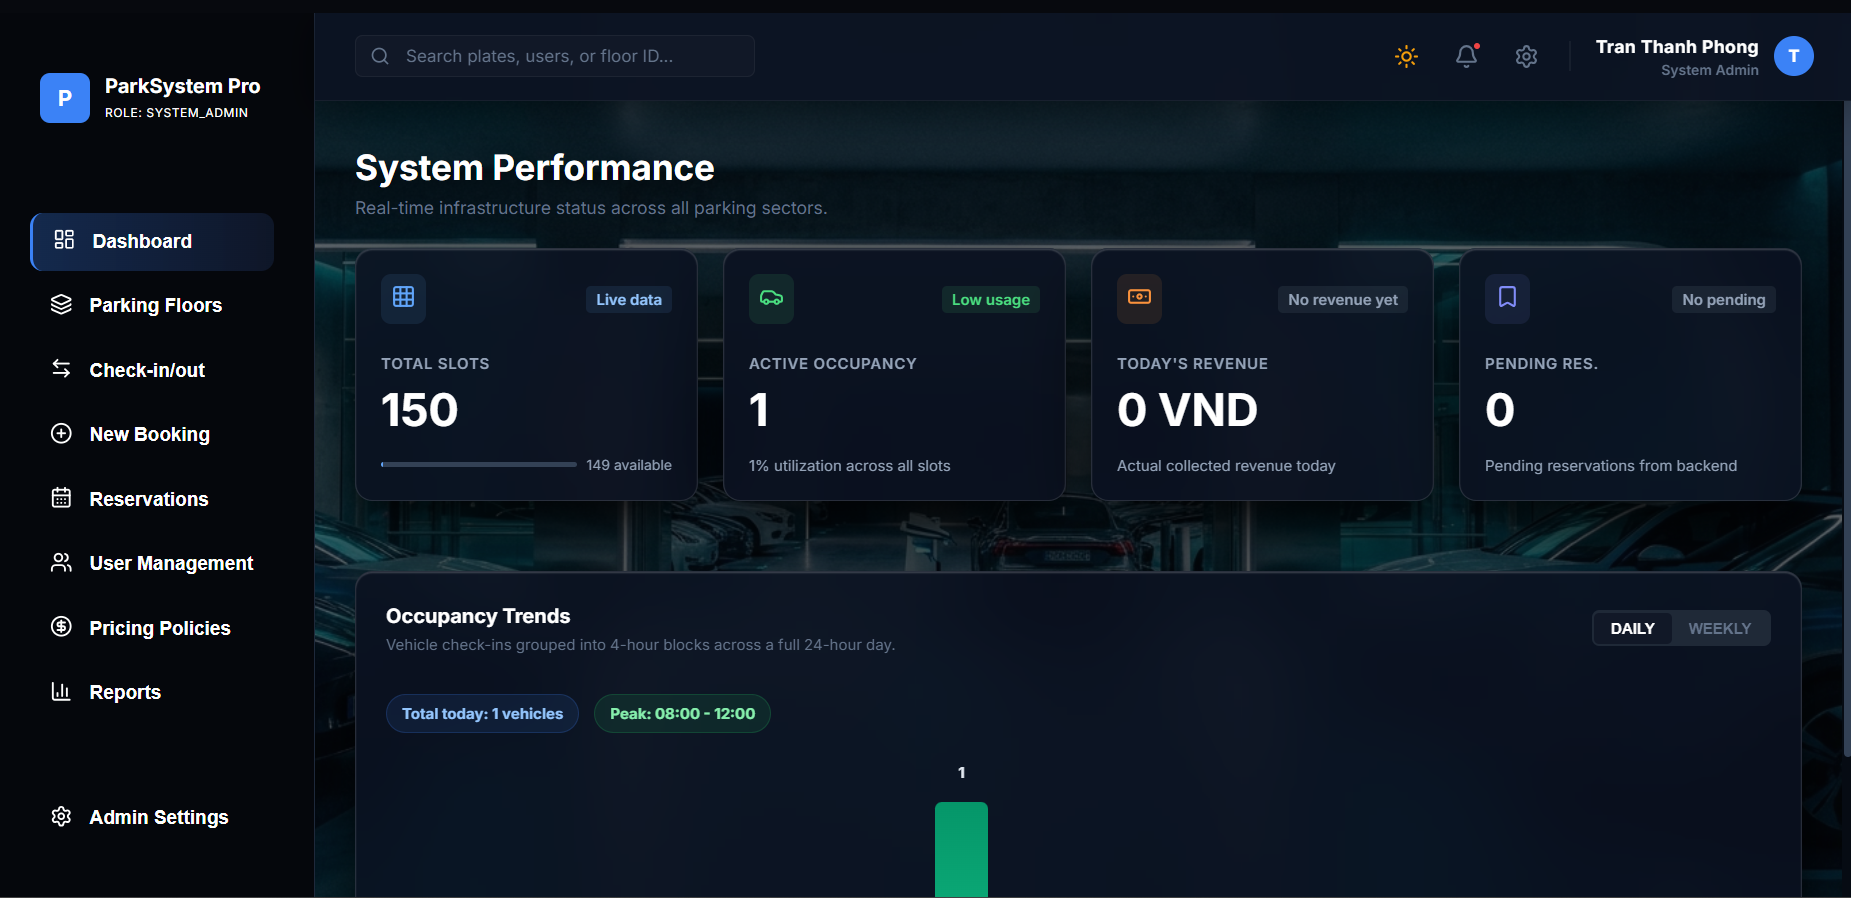 P
ParkSystem Pro
ROLE: SYSTEM_ADMIN
Dashboard
Parking Floors
Check-in/out
New Booking
Reservations
User Management
Pricing Policies
Reports
Admin Settings
Search plates, users, or floor ID...
Tran Thanh Phong
System Admin
T
System Performance
Real-time infrastructure status across all parking sectors.
Live data
TOTAL SLOTS
150
149 available
Low usage
ACTIVE OCCUPANCY
1
1% utilization across all slots
No revenue yet
TODAY'S REVENUE
0 VND
Actual collected revenue today
No pending
PENDING RES.
0
Pending reservations from backend
Occupancy Trends
Vehicle check-ins grouped into 4-hour blocks across a full 24-hour day.
DAILY
WEEKLY
Total today: 1 vehicles
Peak: 08:00 - 12:00
1